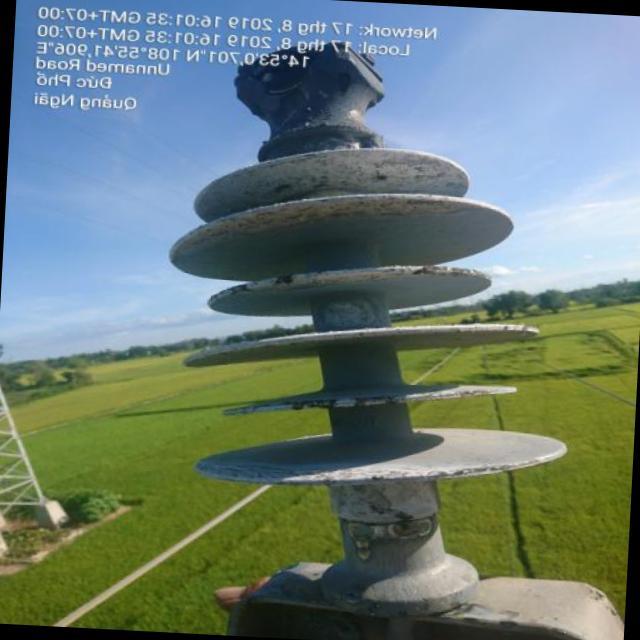 Network: 17 thg 8, 2019 16:01:35 GMT+07:00
Local: 17 thg 8, 2019 16:01:35 GMT+07:00
14°53'0,701"N 108°55'41,906"E
Unnamed Road
Đức Phổ
Quảng Ngãi